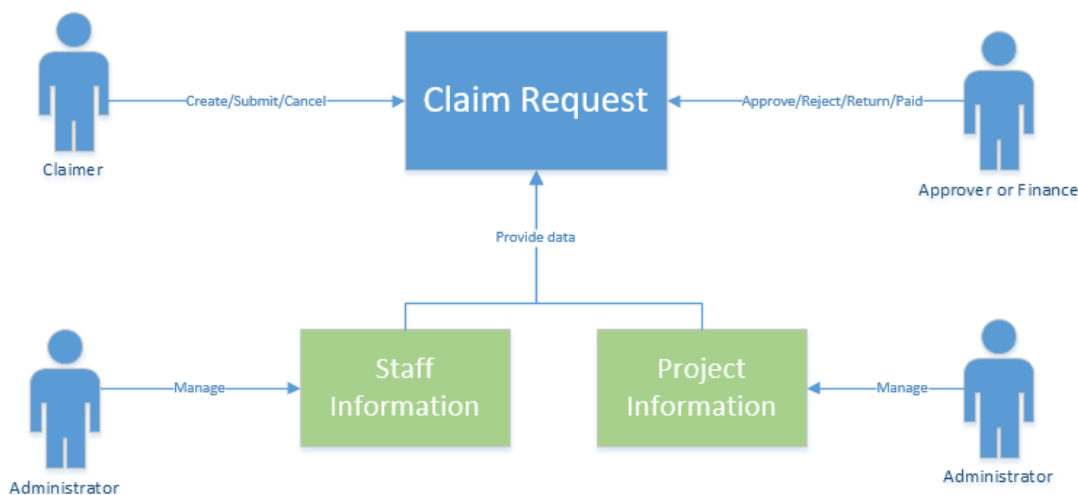 Claim Request
Create/Submit/Cancel
Approve/Reject/Return/Paid
Claimer
Approver or Finance
Provide data
Staff
Information
Project
Information
Manage
Manage
Administrator
Administrator